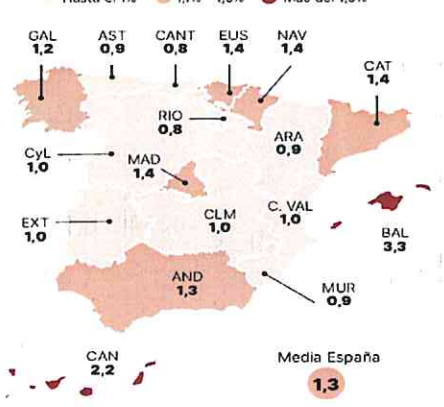 Hasta el 1% 1,1% - 1,5% Más del 1,5%
GAL
1,2
AST
0,9
CANT
0,8
EUS
1,4
NAV
1,4
CAT
1,4
RIO
0,8
ARA
0,9
CyL
1,0
MAD
1,4
EXT
1,0
CLM
1,0
C. VAL
1,0
BAL
3,3
AND
1,3
MUR
0,9
CAN
2,2
Media España
1,3